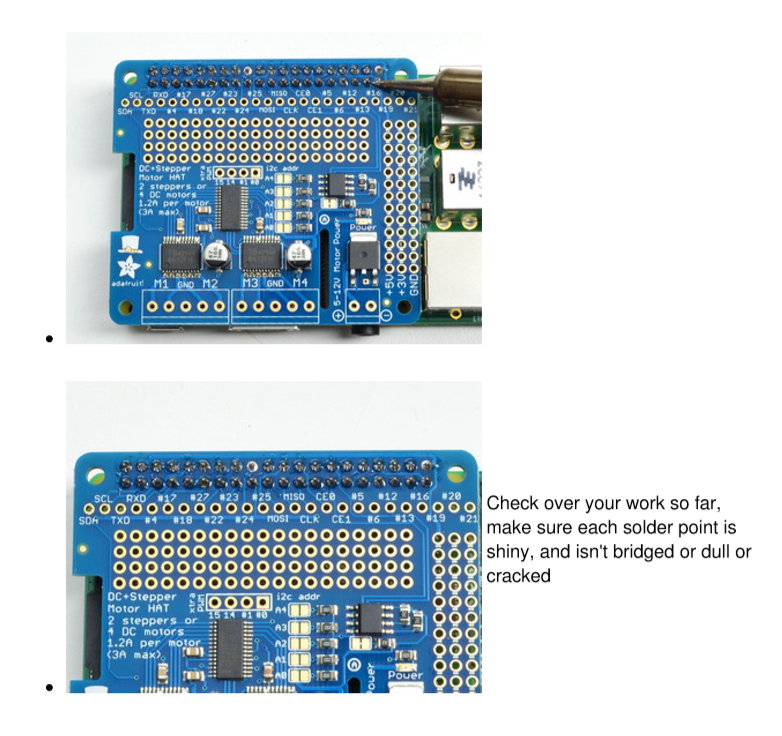 SCL RXD #17 #27 #23 #25 MISO CE0 #5 #12 #16 #20
SDA TXD #4 #18 #22 #24 MOSI CLK CE1 #6 #13 #19 #21
DC+Stepper
Motor HAT
2 steppers or
4 DC motors
1.2A per motor
(3A max)
xtra
PWM
15 14 #1 #0
i2c addr
A4
A3
A2
A1
A0
Power
5-12V Motor Power
+5V
+3V
GND
adafruit!
M1 GND M2 M3 GND M4
SCL RXD #17 #27 #23 #25 MISO CE0 #5 #12 #16 #20
SDA TXD #4 #18 #22 #24 MOSI CLK CE1 #6 #13 #19 #21
DC+Stepper
Motor HAT
2 steppers or
4 DC motors
1.2A per motor
(3A max)
xtra
PWM
15 14 #1 #0
i2c addr
A4
A3
A2
A1
A0
Power
Power
Check over your work so far,
make sure each solder point is
shiny, and isn't bridged or dull or
cracked